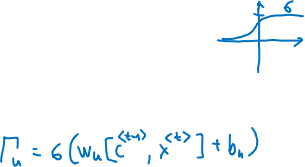 σ
Γᵤ = σ(Wᵤ[c^<t-1>, x^<t>] + bᵤ)